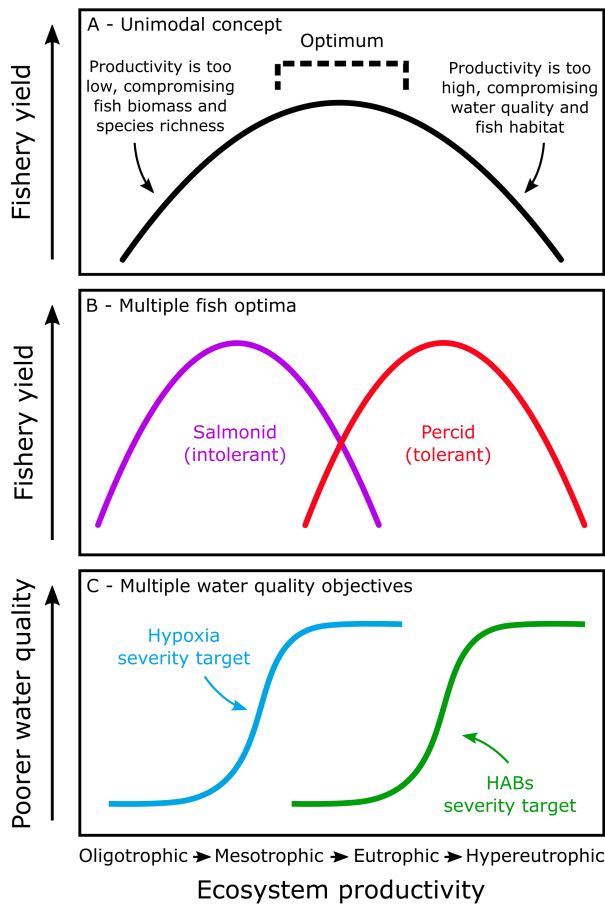 A - Unimodal concept
Optimum
Productivity is too
low, compromising
fish biomass and
species richness
Productivity is too
high, compromising
water quality and
fish habitat
Fishery yield
B - Multiple fish optima
Salmonid
(intolerant)
Percid
(tolerant)
Fishery yield
C - Multiple water quality objectives
Hypoxia
severity target
HABs
severity target
Poorer water quality
Oligotrophic Mesotrophic Eutrophic Hypereutrophic
Ecosystem productivity